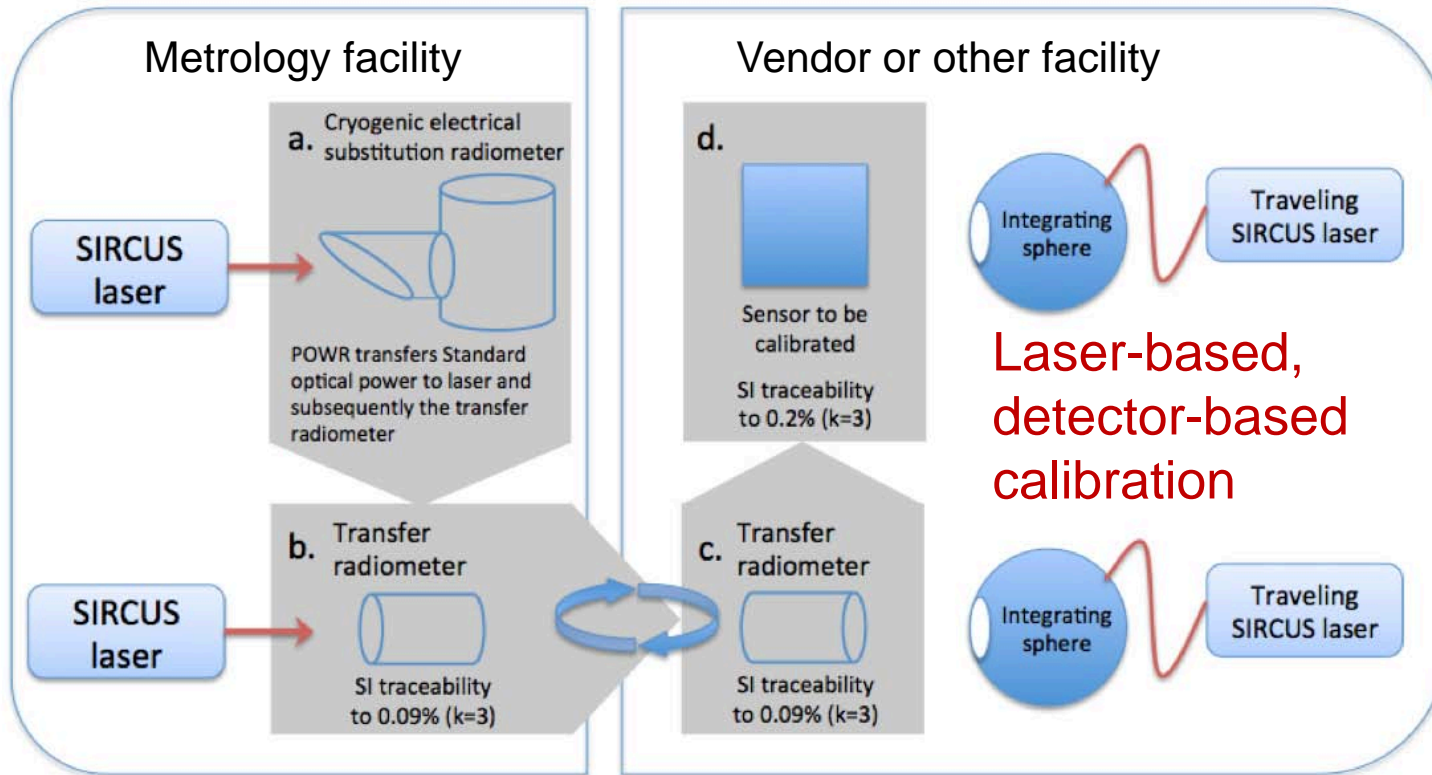 Metrology facility
SIRCUS
laser
a.
Cryogenic electrical
substitution radiometer
POWR transfers Standard
optical power to laser and
subsequently the transfer
radiometer
SIRCUS
laser
b.
Transfer
radiometer
SI traceability
to 0.09% (k=3)
Vendor or other facility
d.
Sensor to be
calibrated
SI traceability
to 0.2% (k=3)
Integrating
sphere
Traveling
SIRCUS laser
Laser-based,
detector-based
calibration
c.
Transfer
radiometer
SI traceability
to 0.09% (k=3)
Integrating
sphere
Traveling
SIRCUS laser